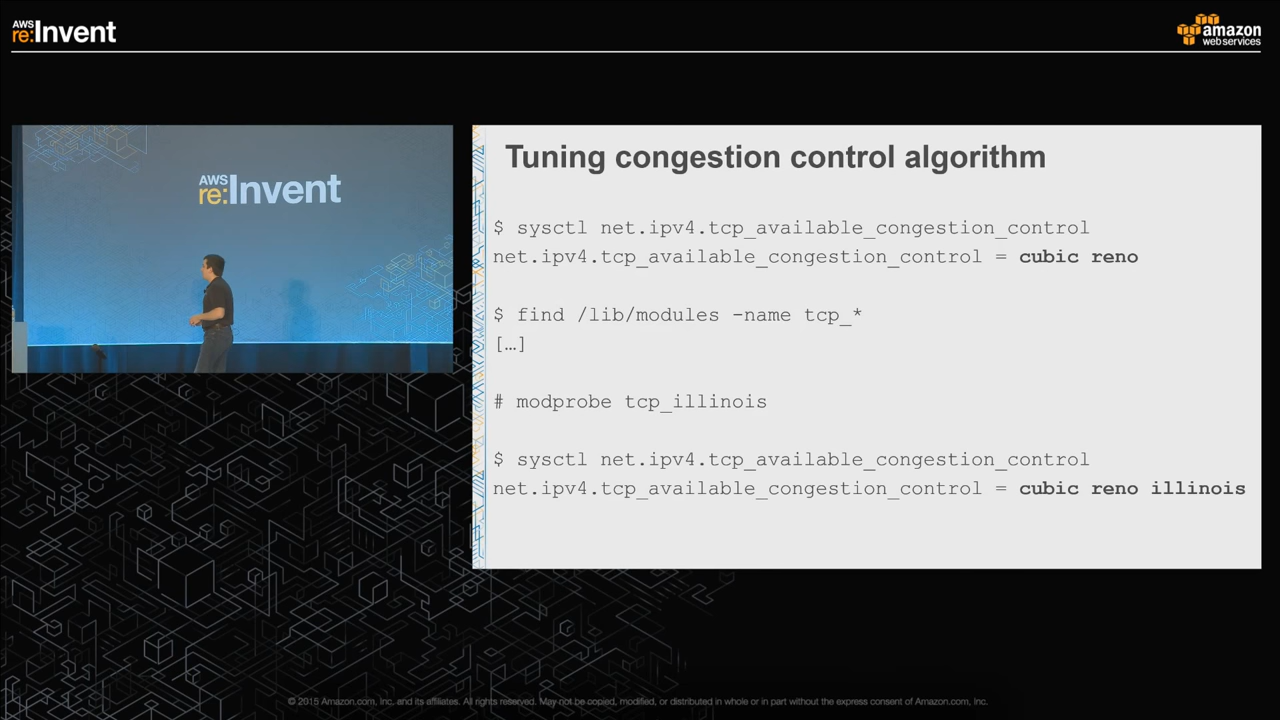 AWS
re:Invent
amazon
web services
AWS
re:Invent
Tuning congestion control algorithm
$ sysctl net.ipv4.tcp_available_congestion_control
net.ipv4.tcp_available_congestion_control = cubic reno
$ find /lib/modules -name tcp_*
[…]
# modprobe tcp_illinois
$ sysctl net.ipv4.tcp_available_congestion_control
net.ipv4.tcp_available_congestion_control = cubic reno illinois
© 2015 Amazon.com, Inc. and its affiliates. All rights reserved. May not be copied, modified, or distributed in whole or in part without the express consent of Amazon.com, Inc.